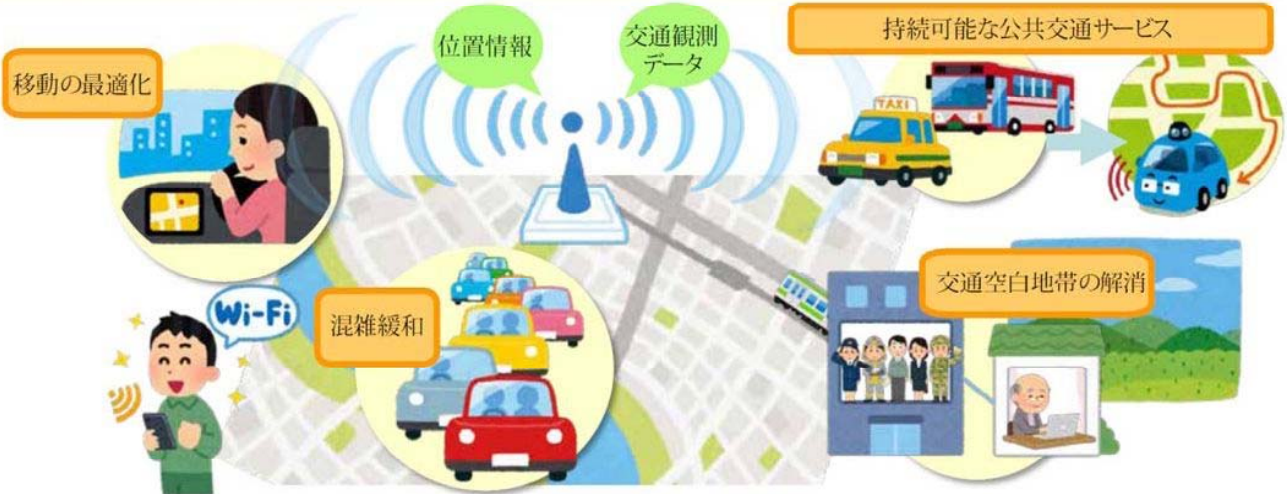 位置情報
交通観測
データ
持続可能な公共交通サービス
移動の最適化
TAXI
交通空白地帯の解消
Wi-Fi
混雑緩和